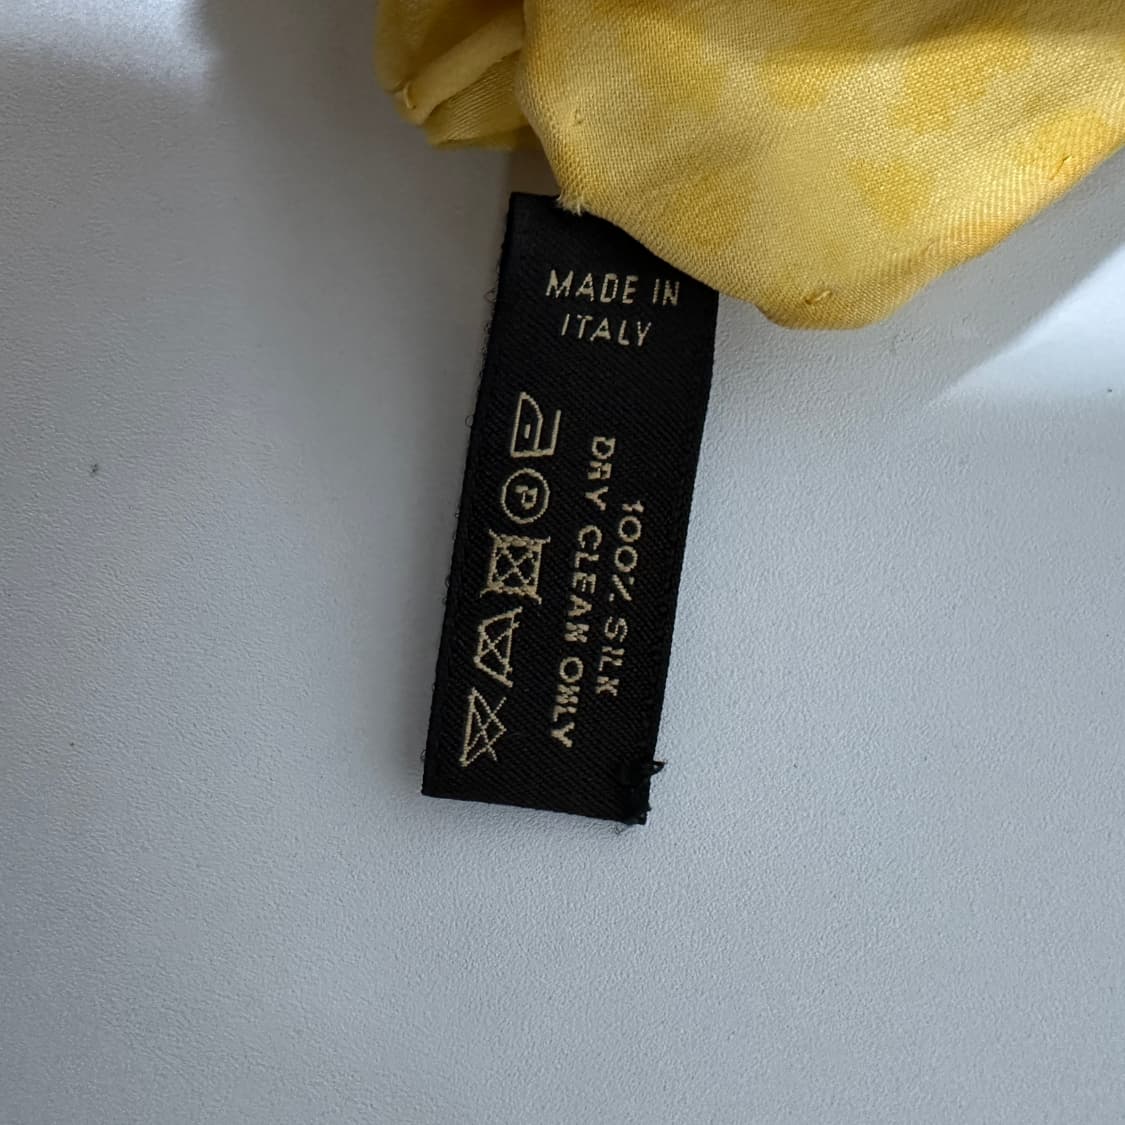 MADE IN
ITALY
100% SILK
DRY CLEAN ONLY
P